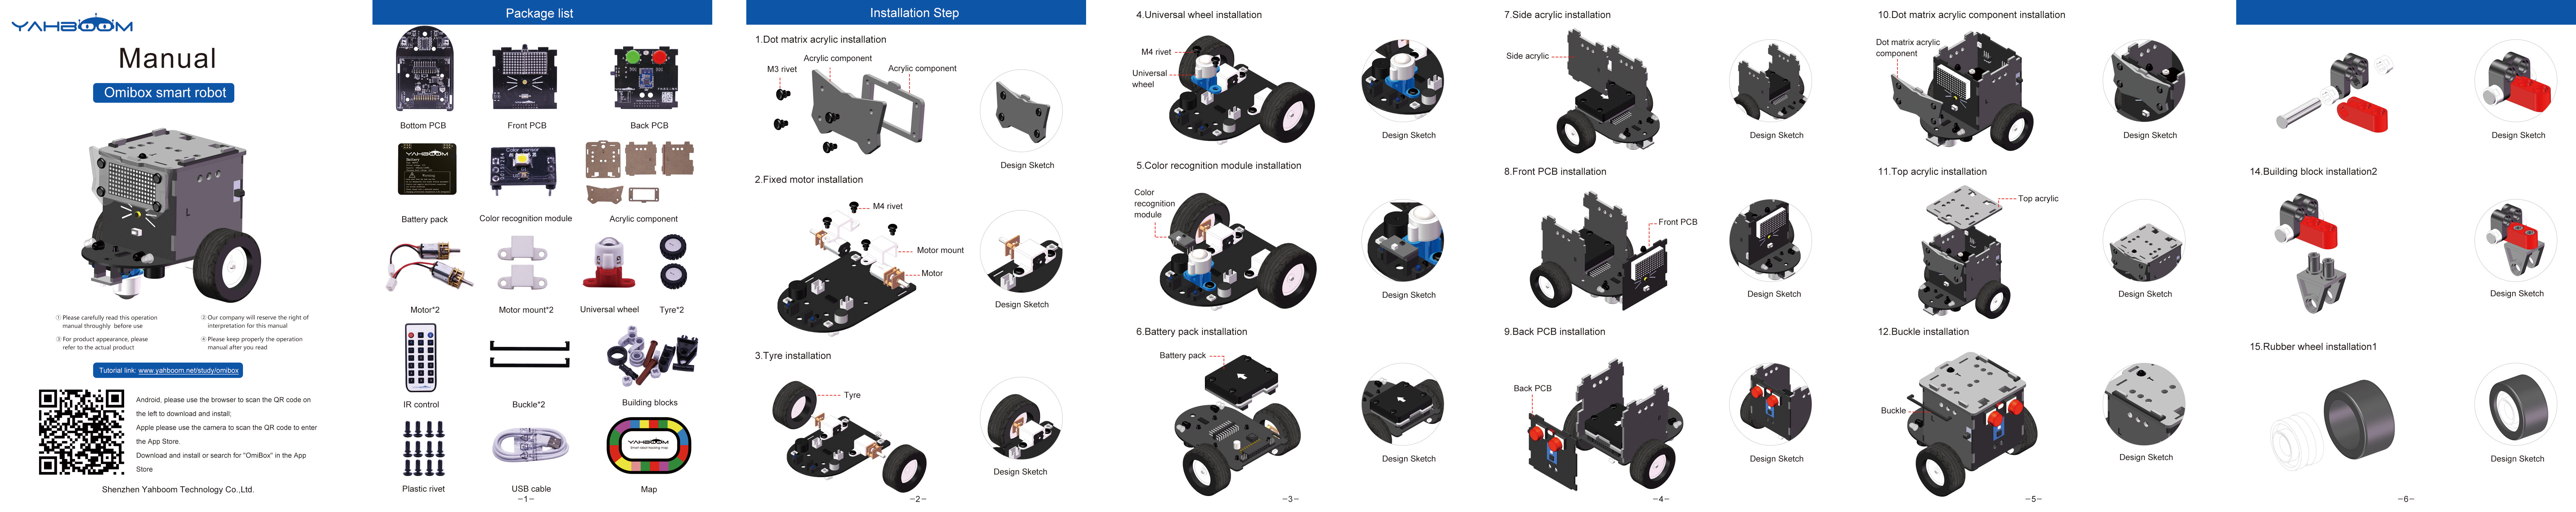 YAHBOOM
Manual
Omibox smart robot
① Please carefully read this operation
manual throughly before use
② Our company will reserve the right of
interpretation for this manual
③ For product appearance, please
refer to the actual product
④ Please keep properly the operation
manual after you read
Tutorial link: www.yahboom.net/study/omibox
Android, please use the browser to scan the QR code on
the left to download and install;
Apple please use the camera to scan the QR code to enter
the App Store.
Download and install or search for "OmiBox" in the App
Store
Shenzhen Yahboom Technology Co.,Ltd.
Package list
Bottom PCB
Front PCB
Back PCB
YAHBOOM
Battery
Warning
Color sensor
Battery pack
Color recognition module
Acrylic component
Motor*2
Motor mount*2
Universal wheel
Tyre*2
IR control
Buckle*2
Building blocks
YAHBOOM
Smart robot tracking map
Plastic rivet
USB cable
Map
-1-
Installation Step
1.Dot matrix acrylic installation
M3 rivet
Acrylic component
Acrylic component
Design Sketch
2.Fixed motor installation
M4 rivet
Motor mount
Motor
Design Sketch
3.Tyre installation
Tyre
Design Sketch
-2-
4.Universal wheel installation
M4 rivet
Universal
wheel
Design Sketch
5.Color recognition module installation
Color
recognition
module
Design Sketch
6.Battery pack installation
Battery pack
Design Sketch
-3-
7.Side acrylic installation
Side acrylic
Design Sketch
8.Front PCB installation
Front PCB
Design Sketch
9.Back PCB installation
Back PCB
Design Sketch
-4-
10.Dot matrix acrylic component installation
Dot matrix acrylic
component
Design Sketch
11.Top acrylic installation
Top acrylic
Design Sketch
12.Buckle installation
Buckle
Design Sketch
-5-
Design Sketch
14.Building block installation2
Design Sketch
15.Rubber wheel installation1
Design Sketch
-6-